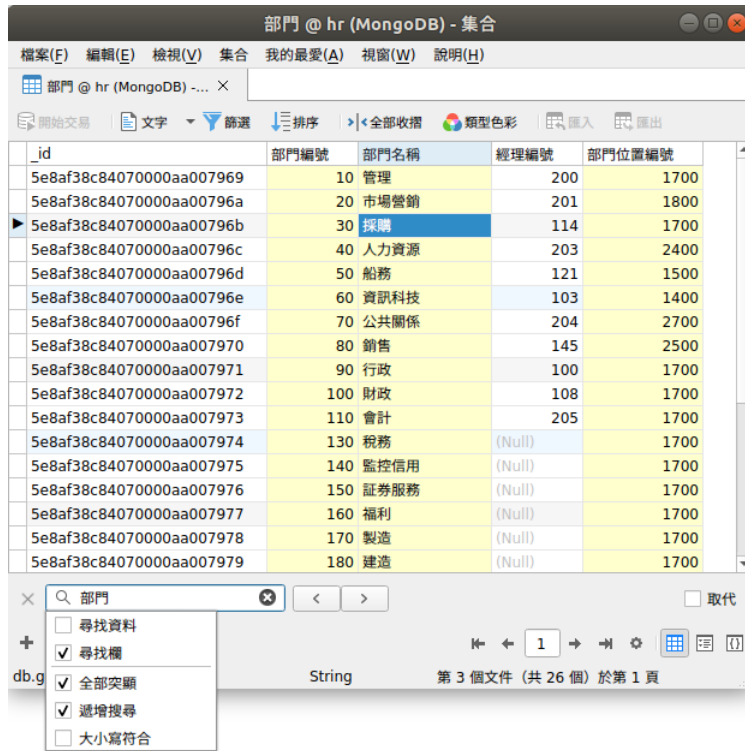 部門 @ hr (MongoDB) - 集合
檔案(F) 編輯(E) 檢視(V) 集合 我的最愛(A) 視窗(W) 說明(H)
部門 @ hr (MongoDB) -...
開始交易 文字 篩選 排序 全部收摺 類型色彩 匯入 匯出
_id 部門編號 部門名稱 經理編號 部門位置編號
5e8af38c84070000aa007969 10 管理 200 1700
5e8af38c84070000aa00796a 20 市場營銷 201 1800
5e8af38c84070000aa00796b 30 採購 114 1700
5e8af38c84070000aa00796c 40 人力資源 203 2400
5e8af38c84070000aa00796d 50 船務 121 1500
5e8af38c84070000aa00796e 60 資訊科技 103 1400
5e8af38c84070000aa00796f 70 公共關係 204 2700
5e8af38c84070000aa007970 80 銷售 145 2500
5e8af38c84070000aa007971 90 行政 100 1700
5e8af38c84070000aa007972 100 財政 108 1700
5e8af38c84070000aa007973 110 會計 205 1700
5e8af38c84070000aa007974 130 稅務 (Null) 1700
5e8af38c84070000aa007975 140 監控信用 (Null) 1700
5e8af38c84070000aa007976 150 証券服務 (Null) 1700
5e8af38c84070000aa007977 160 福利 (Null) 1700
5e8af38c84070000aa007978 170 製造 (Null) 1700
5e8af38c84070000aa007979 180 建造 (Null) 1700
部門 取代
尋找資料
尋找欄 1
db.g 全部突顯 String 第 3 個文件 (共 26 個) 於第 1 頁
遞增搜尋
大小寫符合